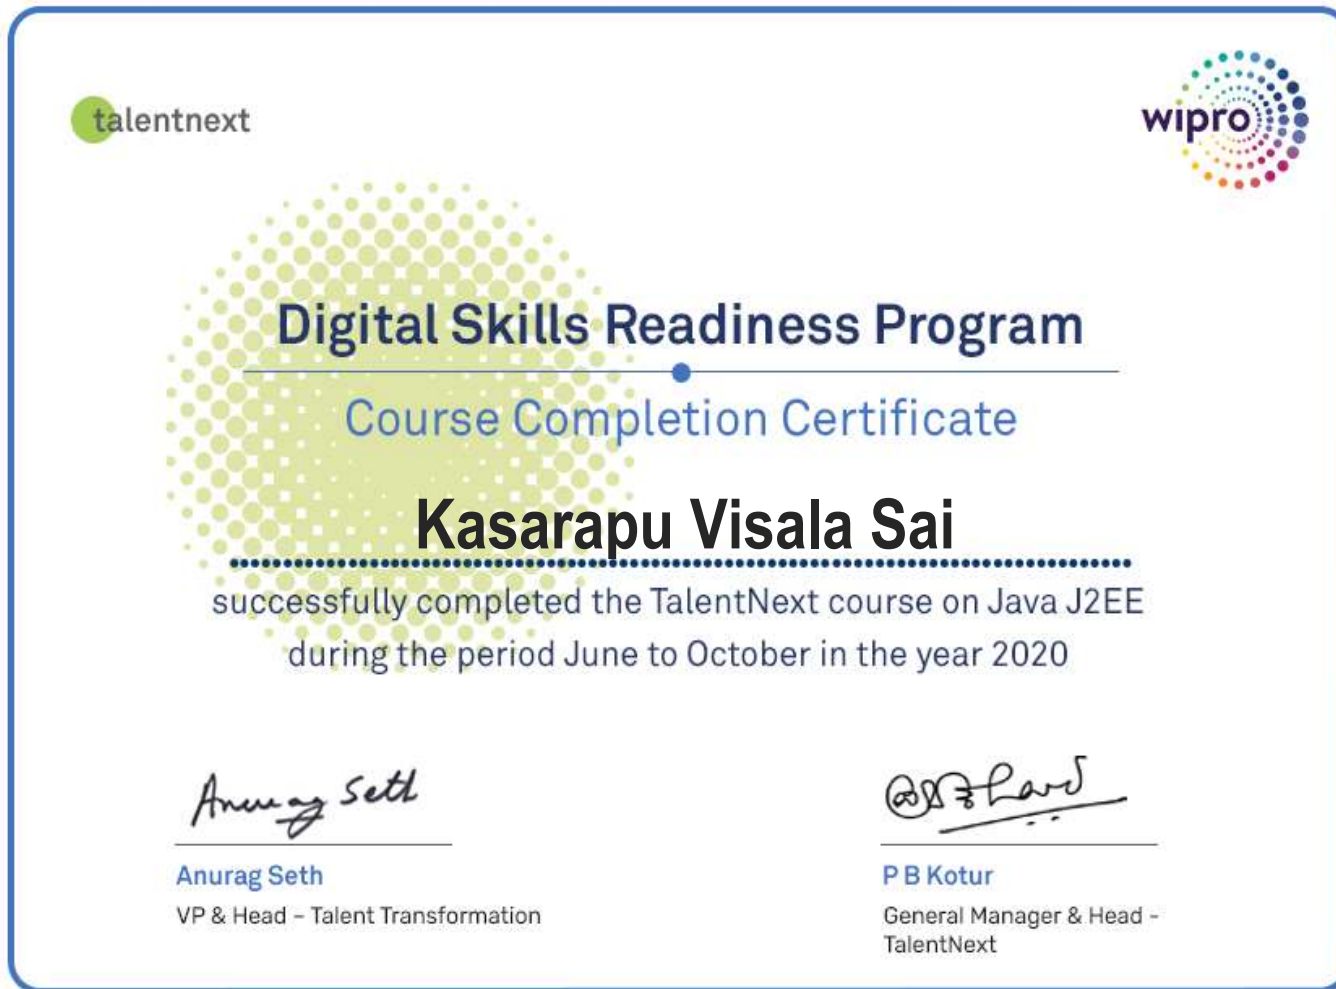 talentnext
wipro
Digital Skills Readiness Program
Course Completion Certificate
Kasarapu Visala Sai
successfully completed the TalentNext course on Java J2EE
during the period June to October in the year 2020
Anurag Seth
Anurag Seth
VP & Head – Talent Transformation
P B Kotur
General Manager & Head -
TalentNext